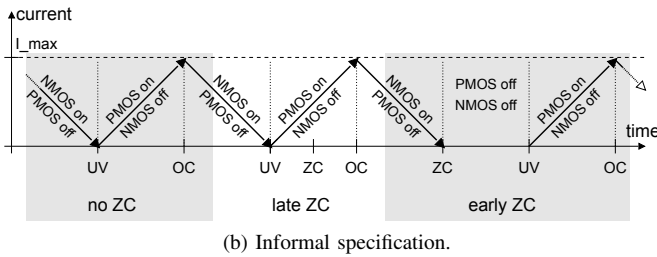 current
I_max
NMOS on
PMOS off
PMOS on
NMOS off
NMOS on
PMOS off
PMOS on
NMOS off
NMOS on
PMOS off
PMOS off
NMOS off
PMOS on
NMOS off
time
UV
OC
UV
ZC
OC
ZC
UV
OC
no ZC
late ZC
early ZC
(b) Informal specification.